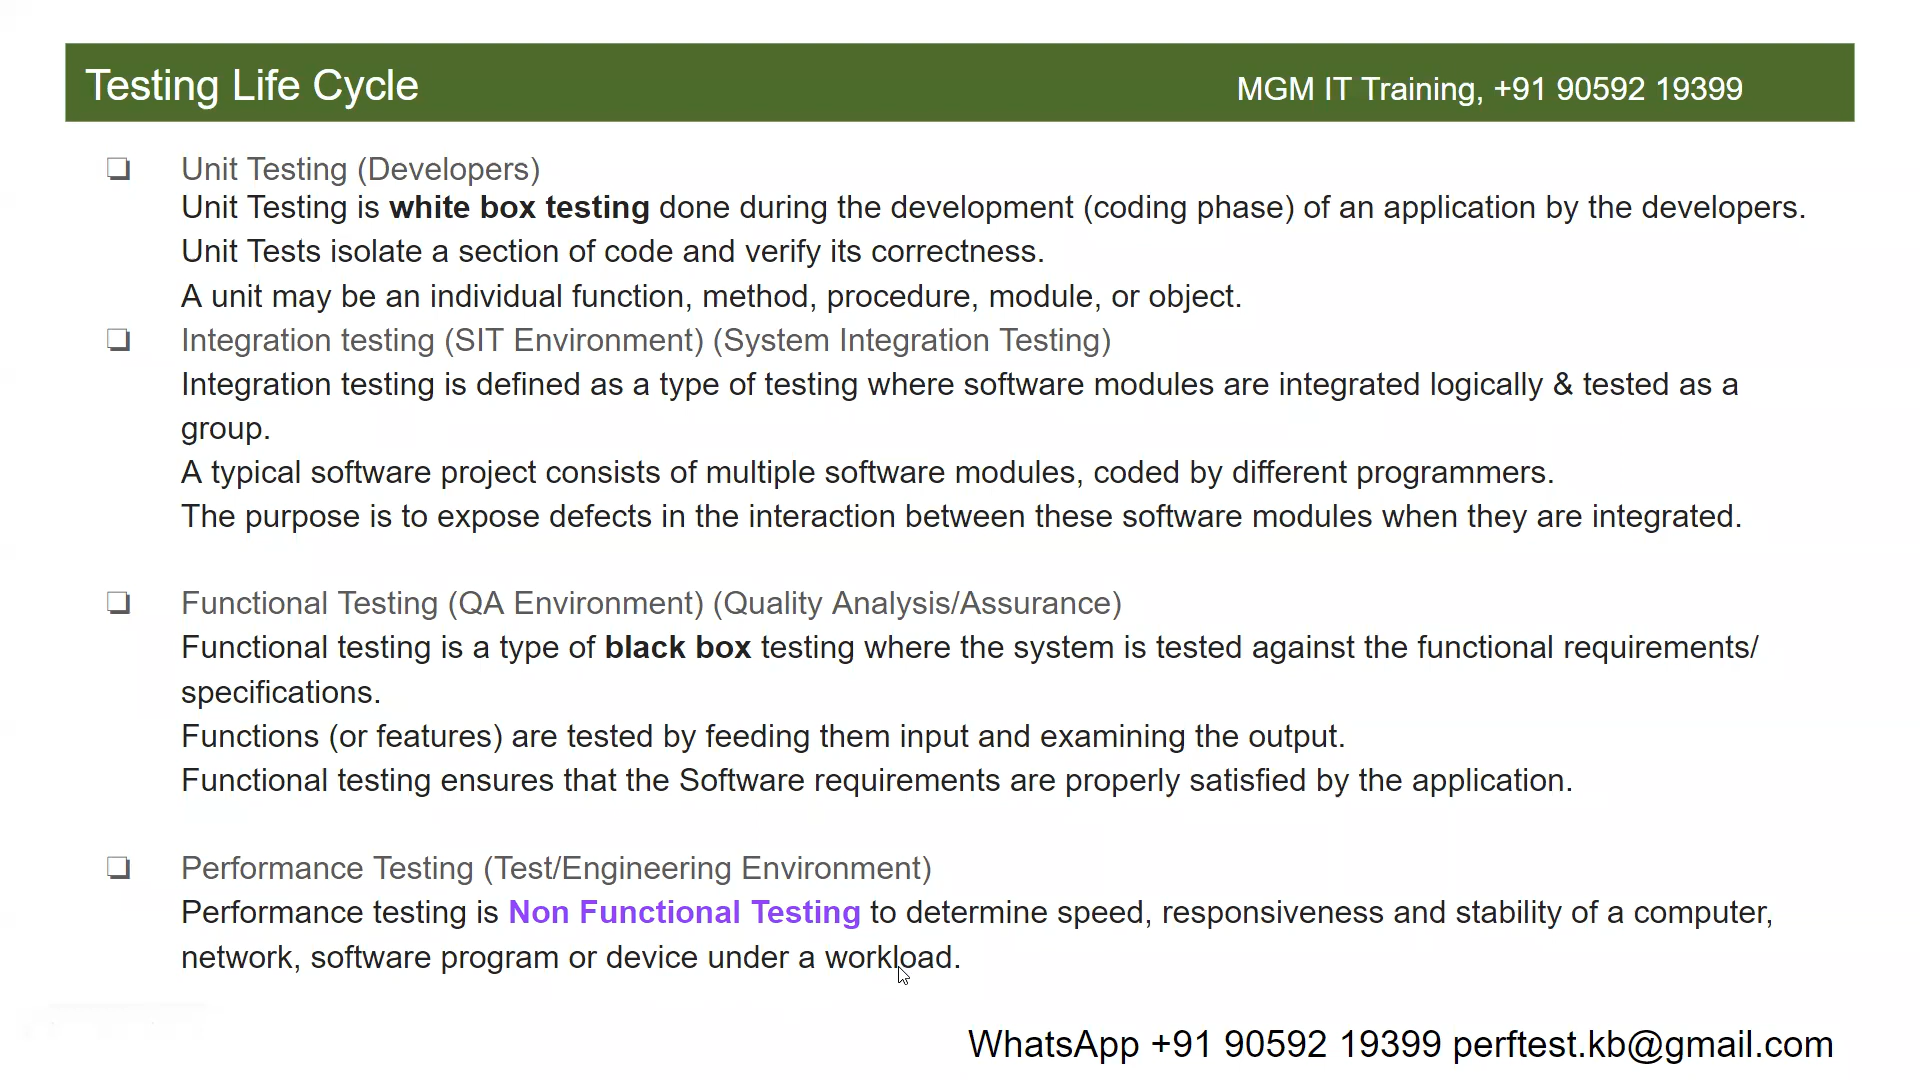 Testing Life Cycle
MGM IT Training, +91 90592 19399
❏ Unit Testing (Developers)
Unit Testing is white box testing done during the development (coding phase) of an application by the developers.
Unit Tests isolate a section of code and verify its correctness.
A unit may be an individual function, method, procedure, module, or object.
❏ Integration testing (SIT Environment) (System Integration Testing)
Integration testing is defined as a type of testing where software modules are integrated logically & tested as a
group.
A typical software project consists of multiple software modules, coded by different programmers.
The purpose is to expose defects in the interaction between these software modules when they are integrated.
❏ Functional Testing (QA Environment) (Quality Analysis/Assurance)
Functional testing is a type of black box testing where the system is tested against the functional requirements/
specifications.
Functions (or features) are tested by feeding them input and examining the output.
Functional testing ensures that the Software requirements are properly satisfied by the application.
❏ Performance Testing (Test/Engineering Environment)
Performance testing is Non Functional Testing to determine speed, responsiveness and stability of a computer,
network, software program or device under a workload.
WhatsApp +91 90592 19399 perftest.kb@gmail.com